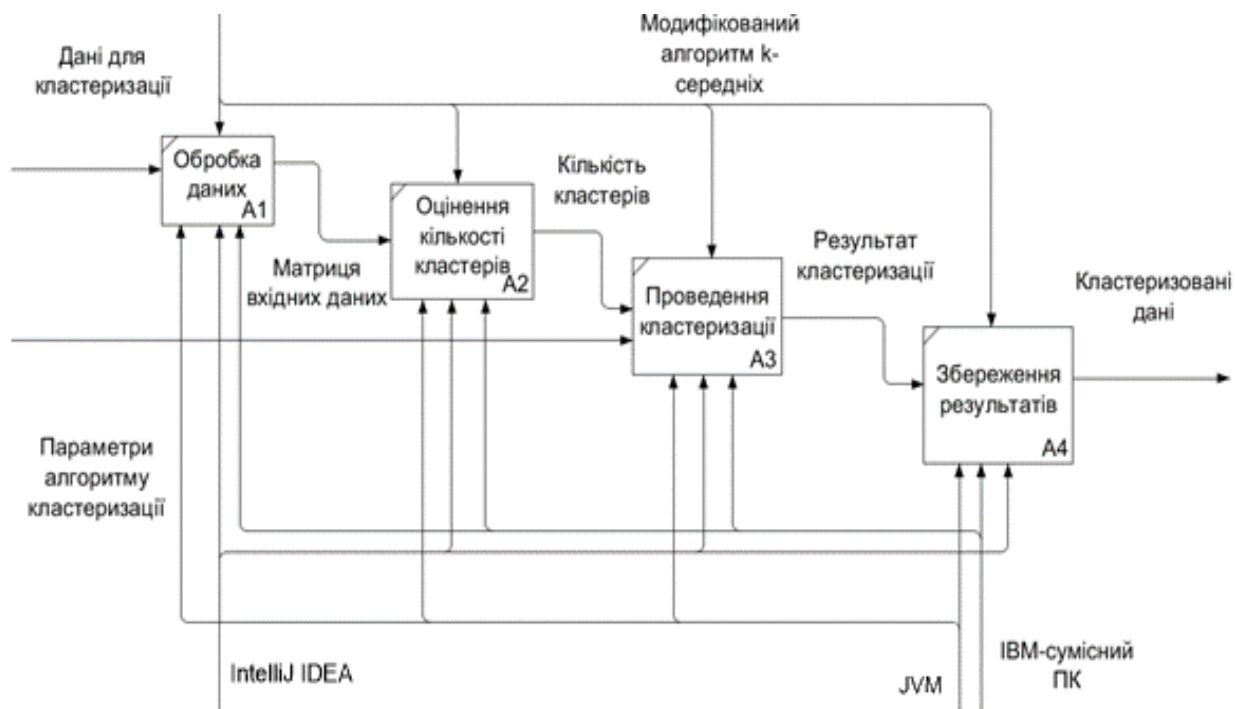 Модифікований
алгоритм k-
середніх
Дані для
кластеризації
Обробка
даних
A1
Матриця
вхідних даних
Оцінення
кількості
кластерів
A2
Кількість
кластерів
Проведення
кластеризації
A3
Результат
кластеризації
Збереження
результатів
A4
Кластеризовані
дані
Параметри
алгоритму
кластеризації
IntelliJ IDEA
JVM
IBM-сумісний
ПК